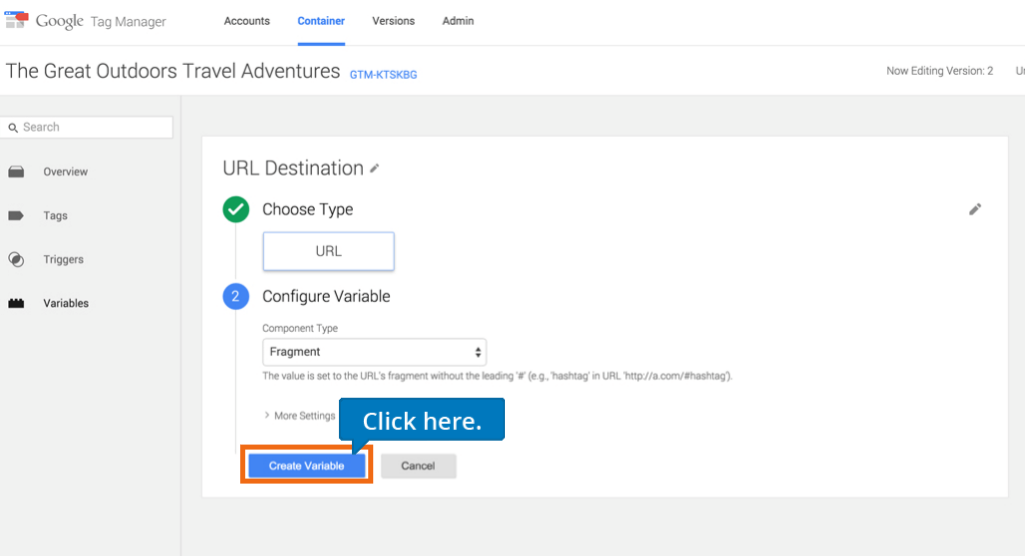 Google Tag Manager
Accounts Container Versions Admin
The Great Outdoors Travel Adventures GTM-KTSKBG
Now Editing Version: 2
Search
Overview
Tags
Triggers
Variables
URL Destination
Choose Type
URL
2 Configure Variable
Component Type
Fragment
The value is set to the URL's fragment without the leading '#' (e.g., 'hashtag' in URL 'http://a.com/#hashtag').
> More Settings
Click here.
Create Variable Cancel